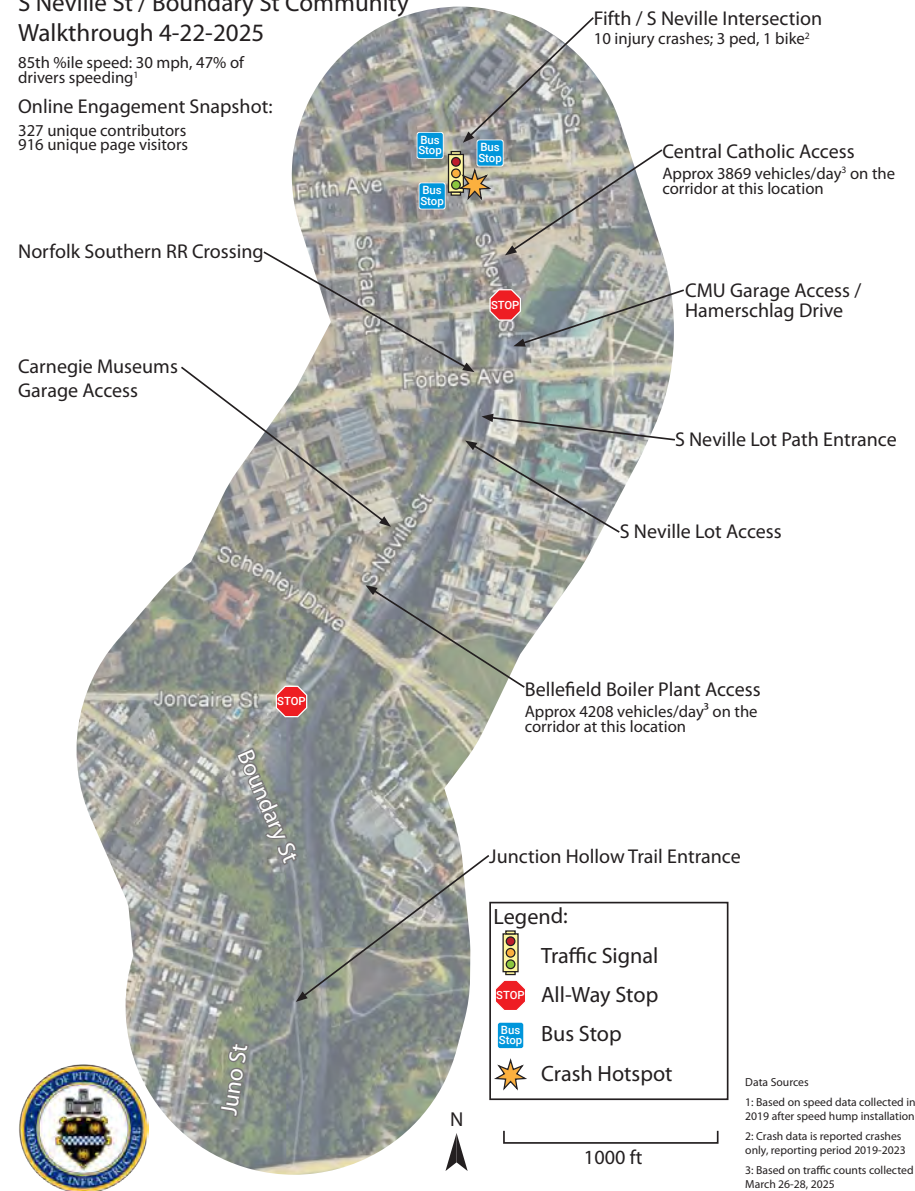 S Neville St / Boundary St Community
Walkthrough 4-22-2025
85th %ile speed: 30 mph, 47% of
drivers speeding¹
Online Engagement Snapshot:
327 unique contributors
916 unique page visitors
Fifth / S Neville Intersection
10 injury crashes; 3 ped, 1 bike²
Clyde St
Bus
Stop
Bus
Stop
Bus
Stop
Fifth Ave
Central Catholic Access
Approx 3869 vehicles/day³ on the
corridor at this location
Norfolk Southern RR Crossing
S Craig St
S Neville St
STOP
CMU Garage Access /
Hamerschlag Drive
Carnegie Museums
Garage Access
Forbes Ave
S Neville Lot Path Entrance
S Neville Lot Access
S Neville St
Schenley Drive
Bellefield Boiler Plant Access
Approx 4208 vehicles/day³ on the
corridor at this location
Joncaire St
STOP
Boundary St
Junction Hollow Trail Entrance
Juno St
Legend:
Traffic Signal
STOP
All-Way Stop
Bus
Stop
Bus Stop
Crash Hotspot
N
1000 ft
Data Sources
1: Based on speed data collected in
2019 after speed hump installation
2: Crash data is reported crashes
only, reporting period 2019-2023
3: Based on traffic counts collected
March 26-28, 2025
CITY OF PITTSBURGH
MOBILITY & INFRASTRUCTURE